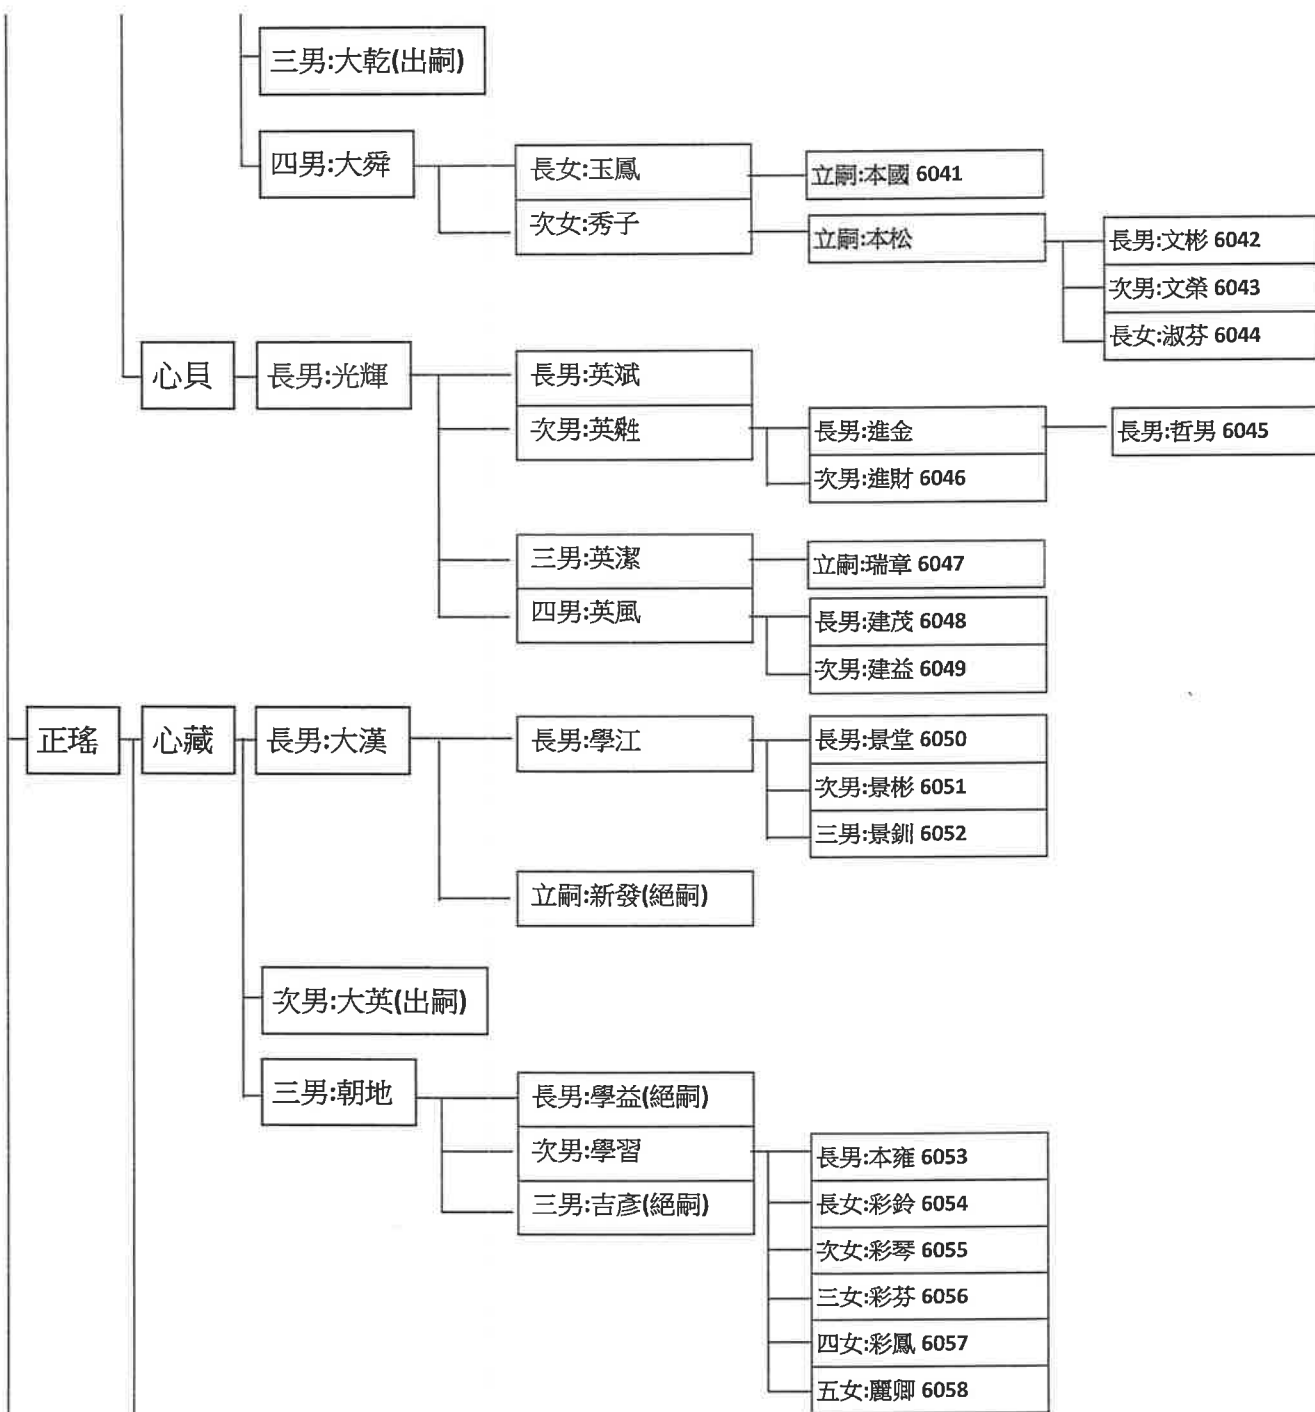 三男:大乾(出嗣)
四男:大舜
長女:玉鳳
立嗣:本國 6041
次女:秀子
立嗣:本松
長男:文彬 6042
次男:文榮 6043
長女:淑芬 6044
心貝
長男:光輝
長男:英斌
次男:英甡
長男:進金
長男:哲男 6045
次男:進財 6046
三男:英潔
立嗣:瑞章 6047
四男:英風
長男:建茂 6048
次男:建益 6049
正瑤
心藏
長男:大漢
長男:學江
長男:景堂 6050
次男:景彬 6051
三男:景釧 6052
立嗣:新發(絕嗣)
次男:大英(出嗣)
三男:朝地
長男:學益(絕嗣)
次男:學習
三男:吉彥(絕嗣)
長男:本雍 6053
長女:彩鈴 6054
次女:彩琴 6055
三女:彩芬 6056
四女:彩鳳 6057
五女:麗卿 6058